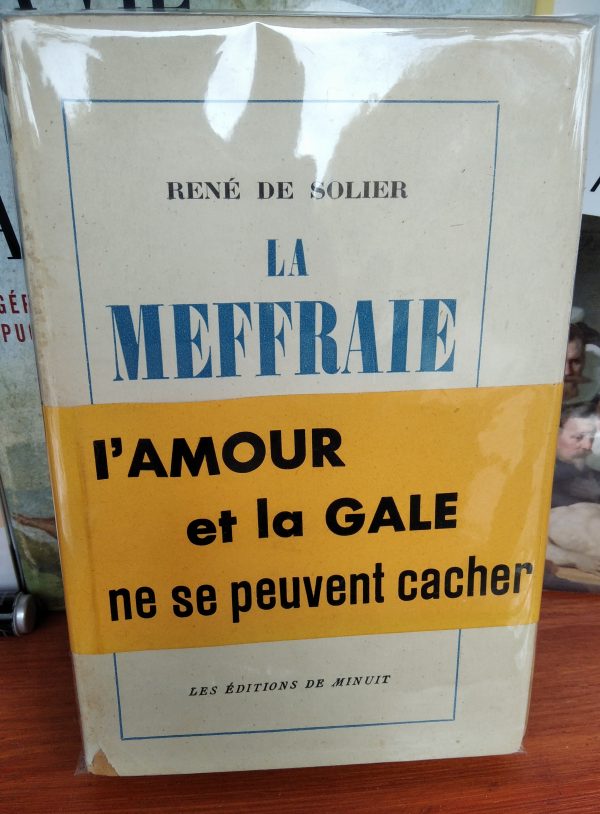 RENÉ DE SOLIER
LA
MEFFRAIE
l'AMOUR
et la GALE
ne se peuvent cacher
LES ÉDITIONS DE MINUIT